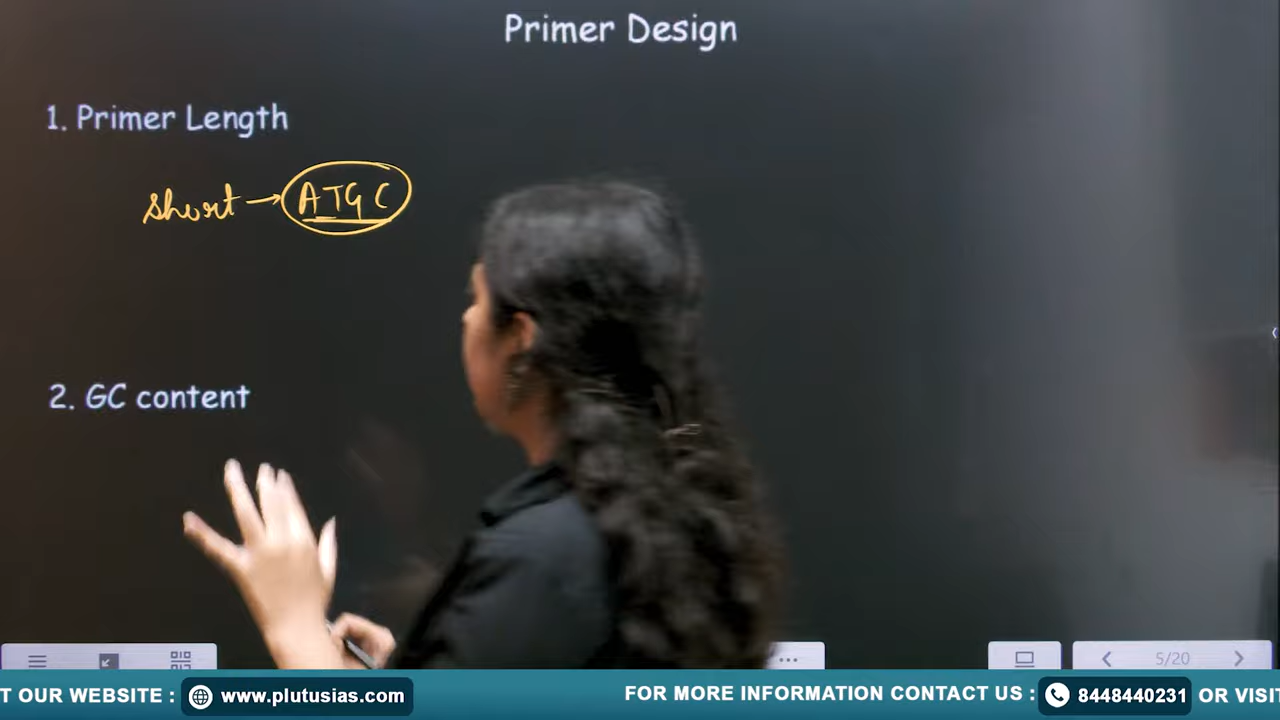 Primer Design
1. Primer Length
short → ATGC
2. GC content
5/20
T OUR WEBSITE : www.plutusias.com FOR MORE INFORMATION CONTACT US : 8448440231 OR VISIT